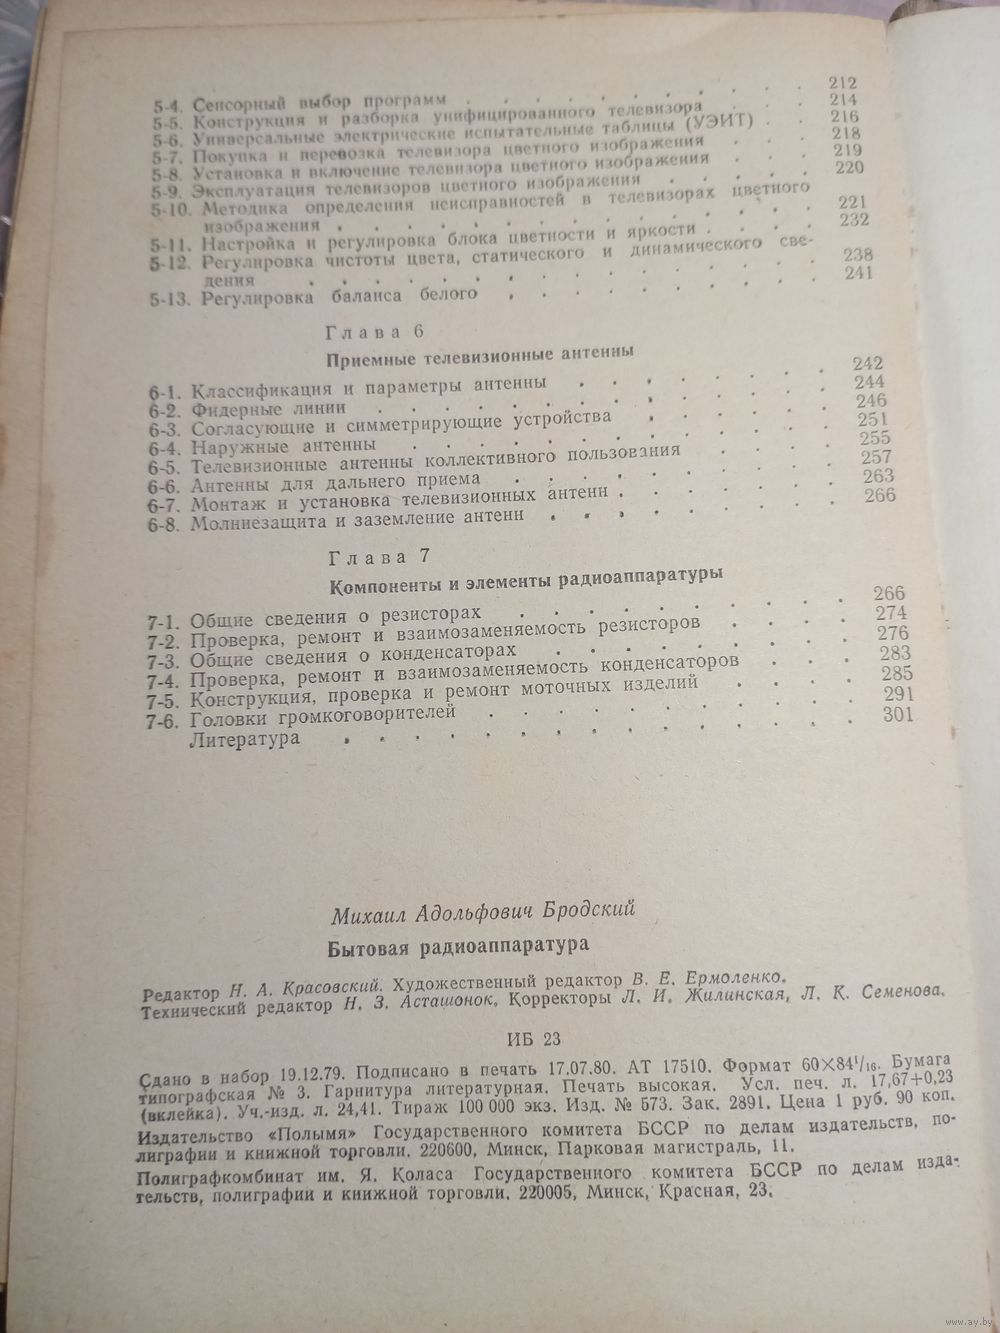 5-4. Сенсорный выбор программ . . . . . . . . . 212
5-5. Конструкция и разборка унифицированного телевизора . . . 214
5-6. Универсальные электрические испытательные таблицы (УЭИТ) . . 216
5-7. Покупка и перевозка телевизора цветного изображения . . . 218
5-8. Установка и включение телевизора цветного изображения . . . 219
5-9. Эксплуатация телевизоров цветного изображения . . . . . 220
5-10. Методика определения неисправностей в телевизорах цветного
изображения . . . . . . . . . . . . 221
5-11. Настройка и регулировка блока цветности и яркости . . . . 232
5-12. Регулировка чистоты цвета, статического и динамического све-
дения . . . . . . . . . . . . 238
5-13. Регулировка баланса белого . . . . . . . . 241
Глава 6
Приемные телевизионные антенны
6-1. Классификация и параметры антенны . . . . . . . 242
6-2. Фидерные линии . . . . . . . . . . . 244
6-3. Согласующие и симметрирующие устройства . . . . . 246
6-4. Наружные антенны . . . . . . . . . . 251
6-5. Телевизионные антенны коллективного пользования . . . . 255
6-6. Антенны для дальнего приема . . . . . . . . 257
6-7. Монтаж и установка телевизионных антенн . . . . . . 263
6-8. Молниезащита и заземление антенн . . . . . . . . 266
Глава 7
Компоненты и элементы радиоаппаратуры
7-1. Общие сведения о резисторах . . . . . . . . . 266
7-2. Проверка, ремонт и взаимозаменяемость резисторов . . . . 274
7-3. Общие сведения о конденсаторах . . . . . . . . 276
7-4. Проверка, ремонт и взаимозаменяемость конденсаторов . . . 283
7-5. Конструкция, проверка и ремонт моточных изделий . . . . 285
7-6. Головки громкоговорителей . . . . . . . . . . 291
Литература . . . . . . . . . . . . . 301
Михаил Адольфович Бродский
Бытовая радиоаппаратура
Редактор Н. А. Красовский. Художественный редактор В. Е. Ермоленко.
Технический редактор Н. З. Асташонок. Корректоры Л. И. Жилинская, Л. К. Семенова.
ИБ 23
Сдано в набор 19.12.79. Подписано в печать 17.07.80. АТ 17510. Формат 60×84¹/₁₆. Бумага
типографская № 3. Гарнитура литературная. Печать высокая. Усл. печ. л. 17,67+0,23
(вклейка). Уч.-изд. л. 24,41. Тираж 100 000 экз. Изд. № 573. Зак. 2891. Цена 1 руб. 90 коп.
Издательство «Полымя» Государственного комитета БССР по делам издательств, по-
лиграфии и книжной торговли. 220600, Минск, Парковая магистраль, 11.
Полиграфкомбинат им. Я. Коласа Государственного комитета БССР по делам изда-
тельств, полиграфии и книжной торговли. 220005, Минск, Красная, 23.
www.ay.by